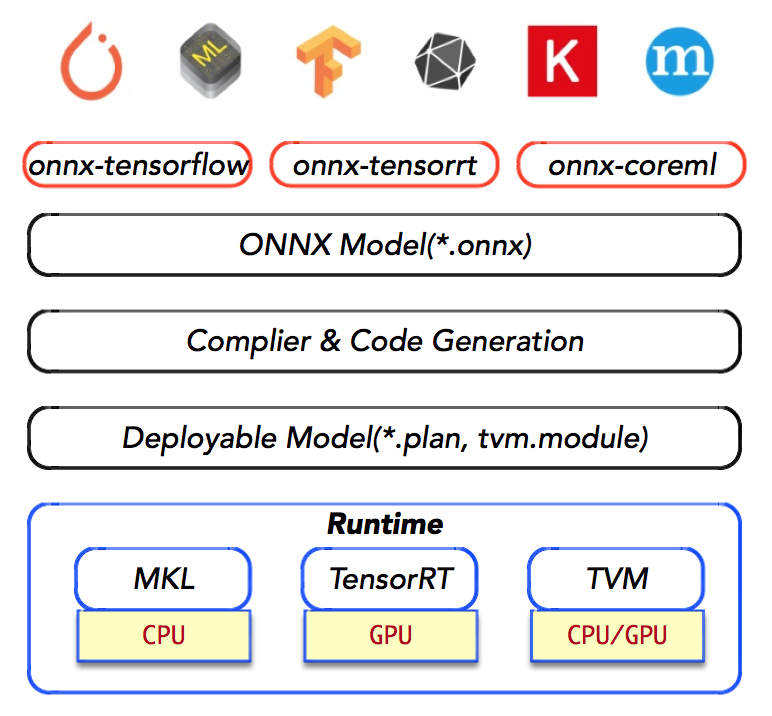 ML
K
m
onnx-tensorflow
onnx-tensorrt
onnx-coreml
ONNX Model(*.onnx)
Complier & Code Generation
Deployable Model(*.plan, tvm.module)
Runtime
MKL
TensorRT
TVM
CPU
GPU
CPU/GPU